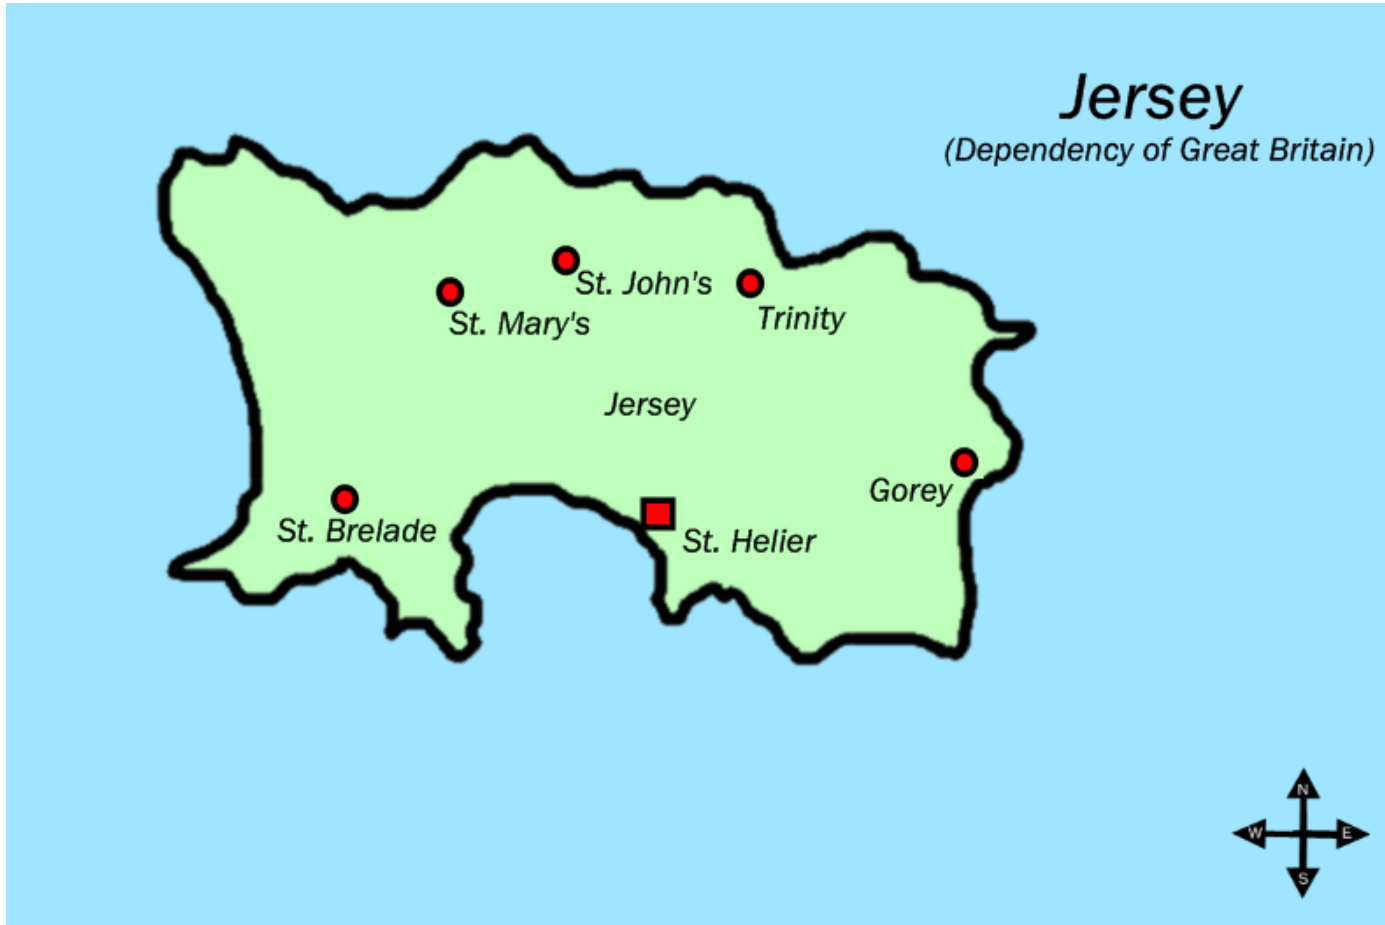 Jersey
(Dependency of Great Britain)
St. John's
St. Mary's
Trinity
Jersey
Gorey
St. Brelade
St. Helier
N
W
E
S